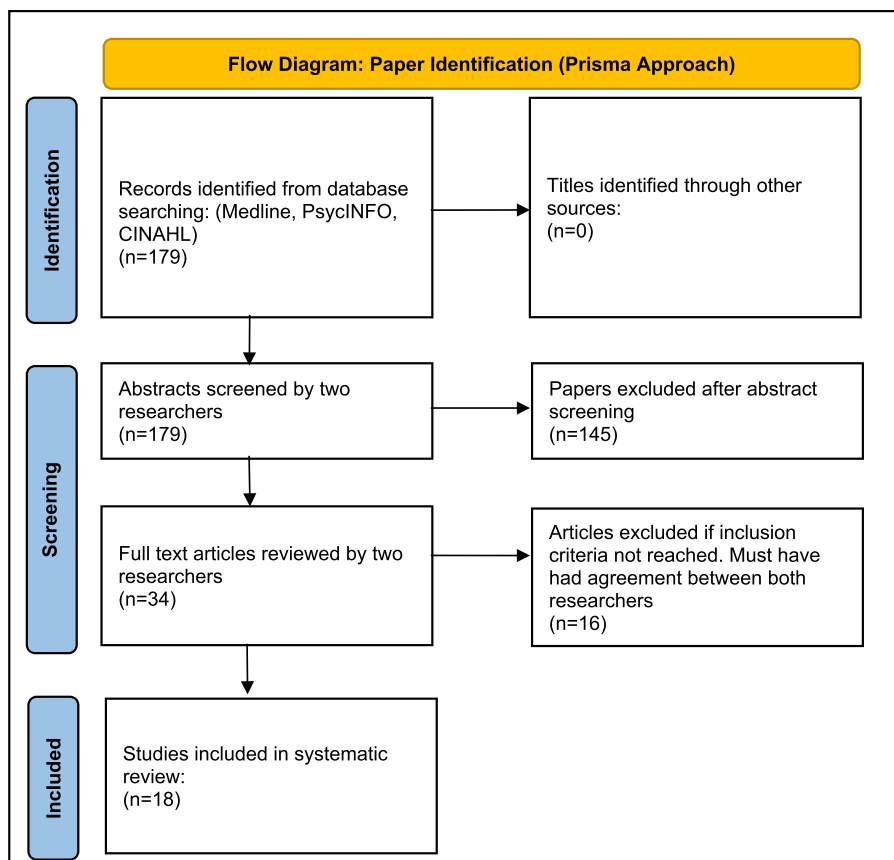 Flow Diagram: Paper Identification (Prisma Approach)
Identification
Records identified from database
searching: (Medline, PsycINFO,
CINAHL)
(n=179)
Titles identified through other
sources:
(n=0)
Screening
Abstracts screened by two
researchers
(n=179)
Papers excluded after abstract
screening
(n=145)
Full text articles reviewed by two
researchers
(n=34)
Articles excluded if inclusion
criteria not reached. Must have
had agreement between both
researchers
(n=16)
Included
Studies included in systematic
review:
(n=18)